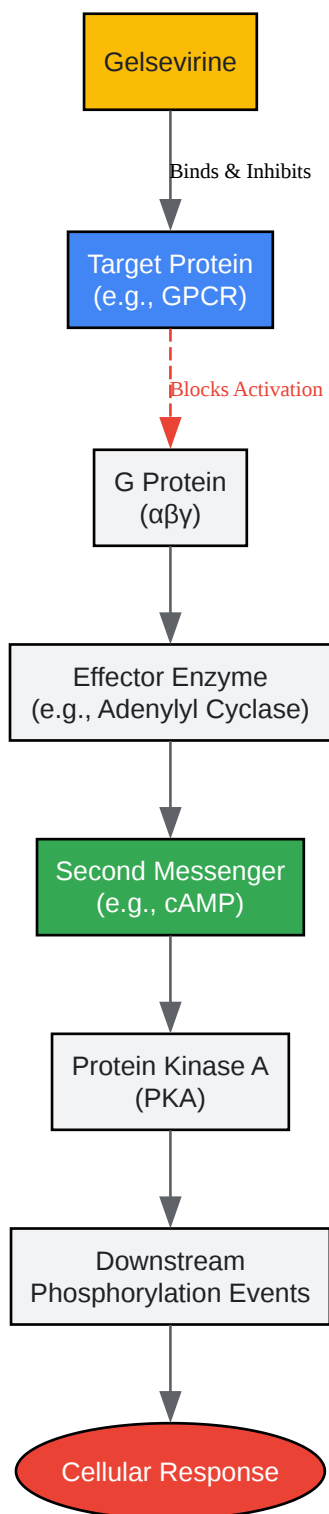 Gelsevirine
Binds & Inhibits
Target Protein
(e.g., GPCR)
Blocks Activation
G Protein
(αβγ)
Effector Enzyme
(e.g., Adenylyl Cyclase)
Second Messenger
(e.g., cAMP)
Protein Kinase A
(PKA)
Downstream
Phosphorylation Events
Cellular Response